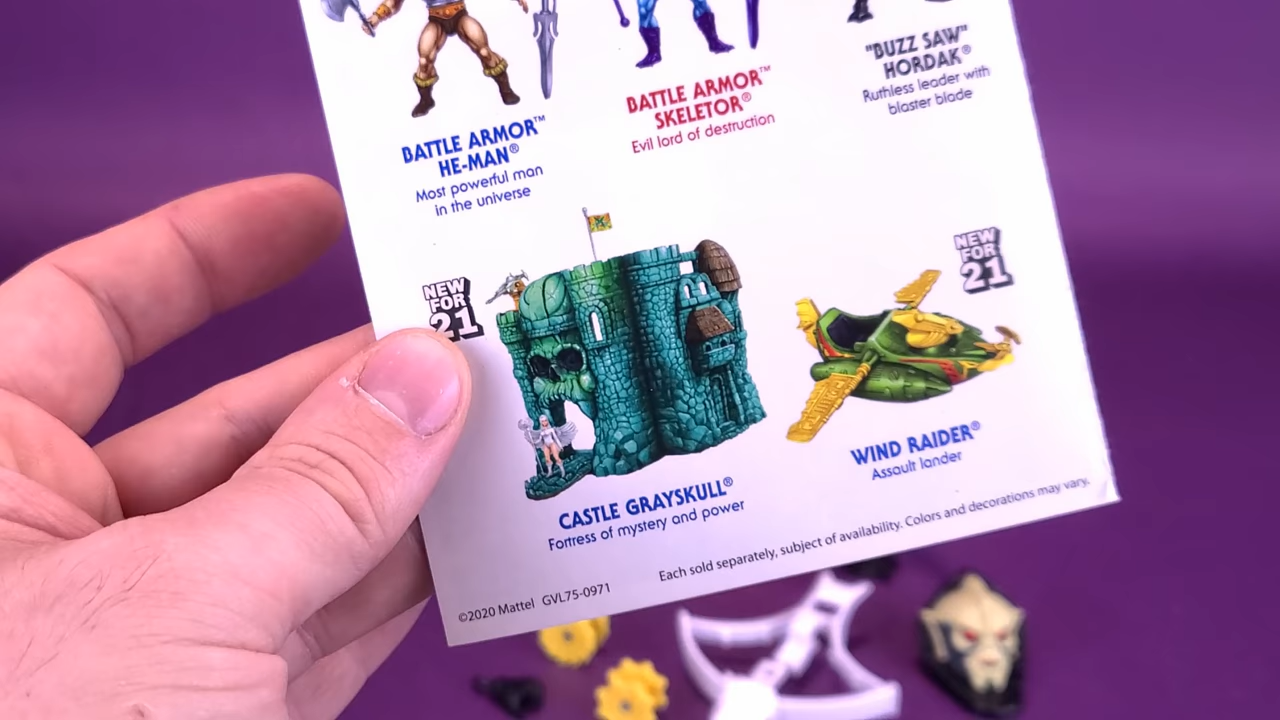 "BUZZ SAW"
HORDAK®
Ruthless leader with
blaster blade
BATTLE ARMOR™
SKELETOR®
Evil lord of destruction
BATTLE ARMOR™
HE-MAN®
Most powerful man
in the universe
NEW
FOR
21
NEW
FOR
21
CASTLE GRAYSKULL®
Fortress of mystery and power
WIND RAIDER®
Assault lander
Each sold separately, subject of availability. Colors and decorations may vary.
©2020 Mattel GVL75-0971